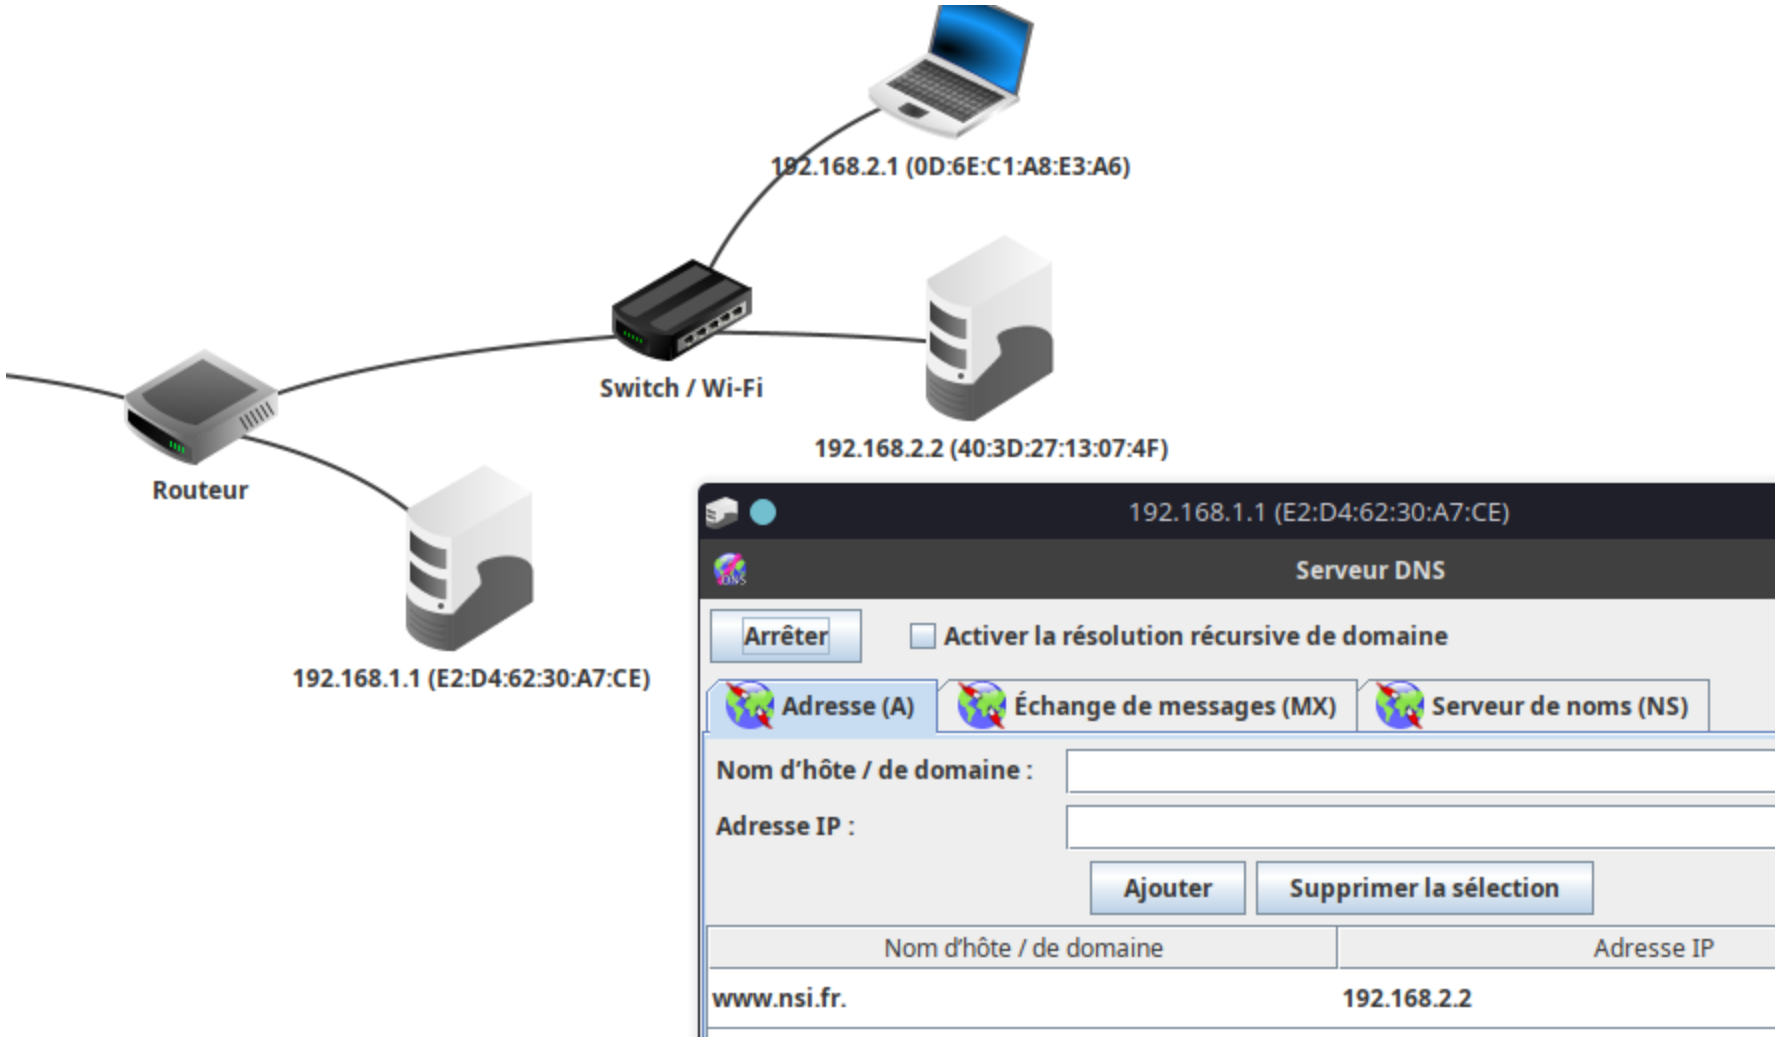 192.168.2.1 (0D:6E:C1:A8:E3:A6)
Switch / Wi-Fi
192.168.2.2 (40:3D:27:13:07:4F)
Routeur
192.168.1.1 (E2:D4:62:30:A7:CE)
192.168.1.1 (E2:D4:62:30:A7:CE)
DNS
Serveur DNS
Arrêter
Activer la résolution récursive de domaine
Adresse (A)
Échange de messages (MX)
Serveur de noms (NS)
Nom d’hôte / de domaine :
Adresse IP :
Ajouter
Supprimer la sélection
Nom d’hôte / de domaine
Adresse IP
www.nsi.fr.
192.168.2.2